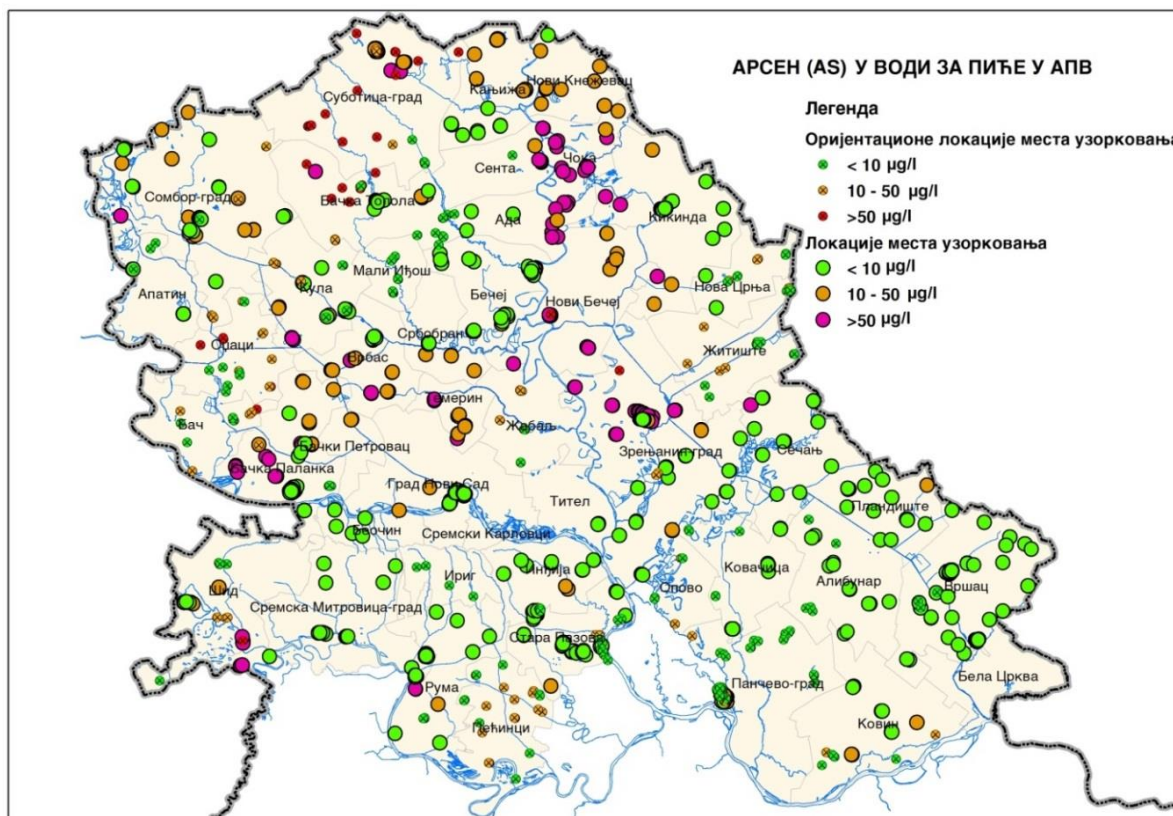 АРСЕН (AS) У ВОДИ ЗА ПИЋЕ У АПВ
Легенда
Оријентационе локације места узорковања
< 10 µg/l
10 - 50 µg/l
>50 µg/l
Локације места узорковања
< 10 µg/l
10 - 50 µg/l
>50 µg/l
Суботица-град
Кањижа
Нови Кнежевац
Чока
Сента
Сомбор-град
Бачка Топола
Ада
Кикинда
Мали Иђош
Апатин
Кула
Бечеј
Нови Бечеј
Нова Црња
Србобран
Оџаци
Врбас
Житиште
Темерин
Бач
Жабаљ
Бачки Петровац
Зрењанин-град
Сечањ
Бачка Паланка
Град Нови Сад
Тител
Пландиште
Беочин
Сремски Карловци
Инђија
Ириг
Ковачица
Опово
Алибунар
Вршац
Шид
Сремска Митровица-град
Стара Пазова
Рума
Панчево-град
Бела Црква
Пећинци
Ковин